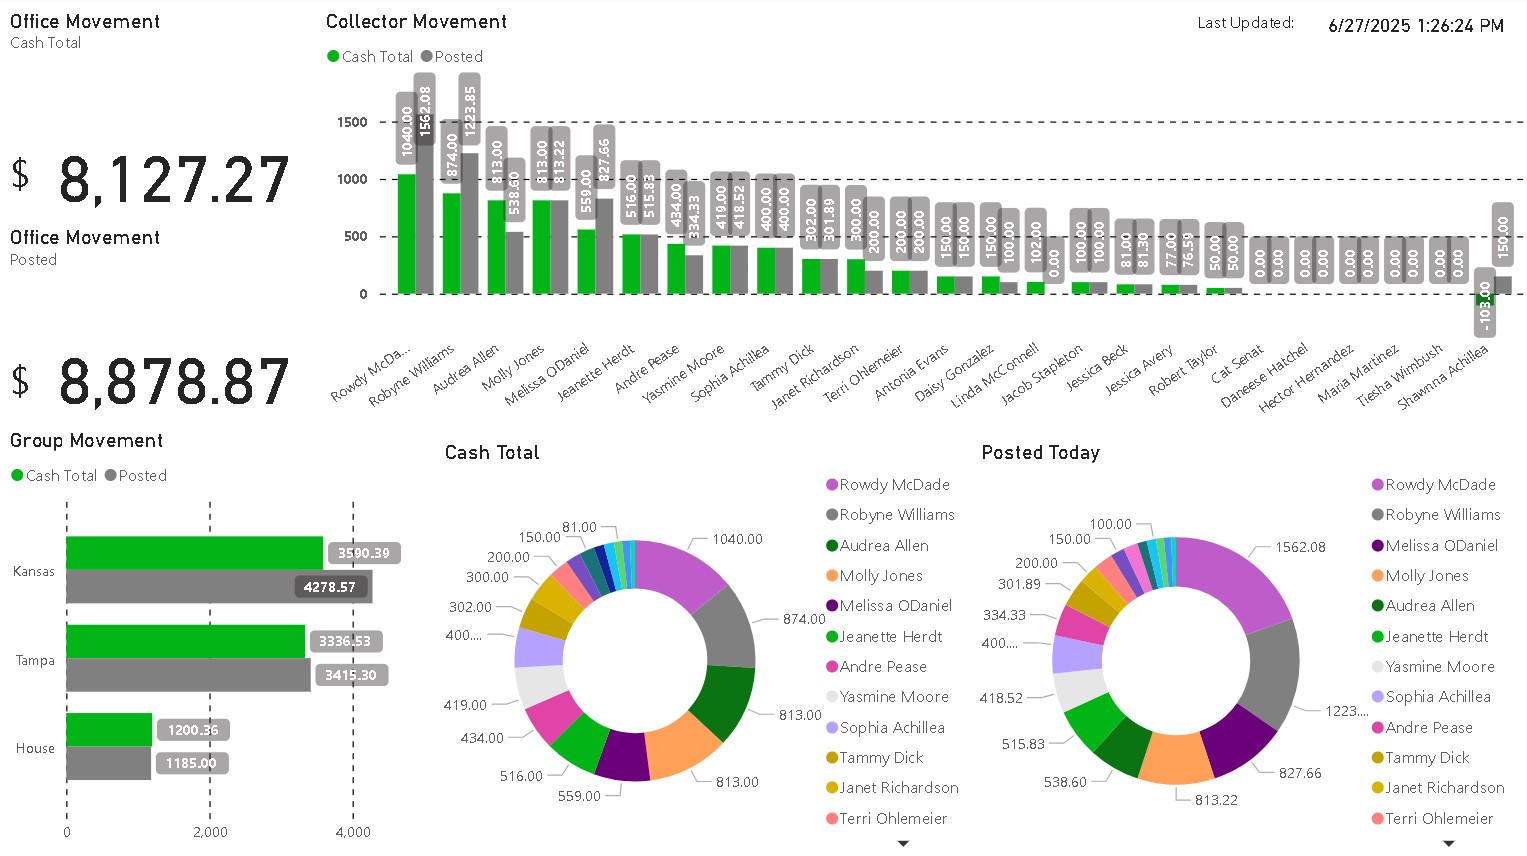 Office Movement
Cash Total
$ 8,127.27
Office Movement
Posted
$ 8,878.87
Collector Movement
Cash Total Posted
Last Updated: 6/27/2025 1:26:24 PM
1500
1000
500
0
1040.00 1562.08
874.00 1223.85
813.00 538.60
813.00 813.22
559.00 827.66
516.00 515.83
434.00 334.33
419.00 418.52
400.00 400.00
302.00 301.89
300.00 200.00
200.00 200.00
150.00 150.00
150.00 100.00
102.00 0.00
100.00 100.00
81.00 81.30
77.00 76.59
50.00 50.00
0.00 0.00
0.00 0.00
0.00 0.00
0.00 0.00
0.00 0.00
-103.00 150.00
Rowdy McDa...
Robyne Williams
Audrea Allen
Molly Jones
Melissa ODaniel
Jeanette Herdt
Andre Pease
Yasmine Moore
Sophia Achillea
Tammy Dick
Janet Richardson
Terri Ohlemeier
Antonia Evans
Daisy Gonzalez
Linda McConnell
Jacob Stapleton
Jessica Beck
Jessica Avery
Robert Taylor
Cat Senat
Daneese Hatchel
Hector Hernandez
Maria Martinez
Tiesha Wimbush
Shawnna Achillea
Group Movement
Cash Total Posted
Kansas
3590.39
4278.57
Tampa
3336.53
3415.30
House
1200.36
1185.00
0 2,000 4,000
Cash Total
1040.00
874.00
813.00
813.00
559.00
516.00
434.00
419.00
400....
302.00
300.00
200.00
150.00
81.00
Rowdy McDade
Robyne Williams
Audrea Allen
Molly Jones
Melissa ODaniel
Jeanette Herdt
Andre Pease
Yasmine Moore
Sophia Achillea
Tammy Dick
Janet Richardson
Terri Ohlemeier
Posted Today
1562.08
1223....
827.66
813.22
538.60
515.83
418.52
400....
334.33
301.89
200.00
150.00
100.00
Rowdy McDade
Robyne Williams
Melissa ODaniel
Molly Jones
Audrea Allen
Jeanette Herdt
Yasmine Moore
Sophia Achillea
Andre Pease
Tammy Dick
Janet Richardson
Terri Ohlemeier